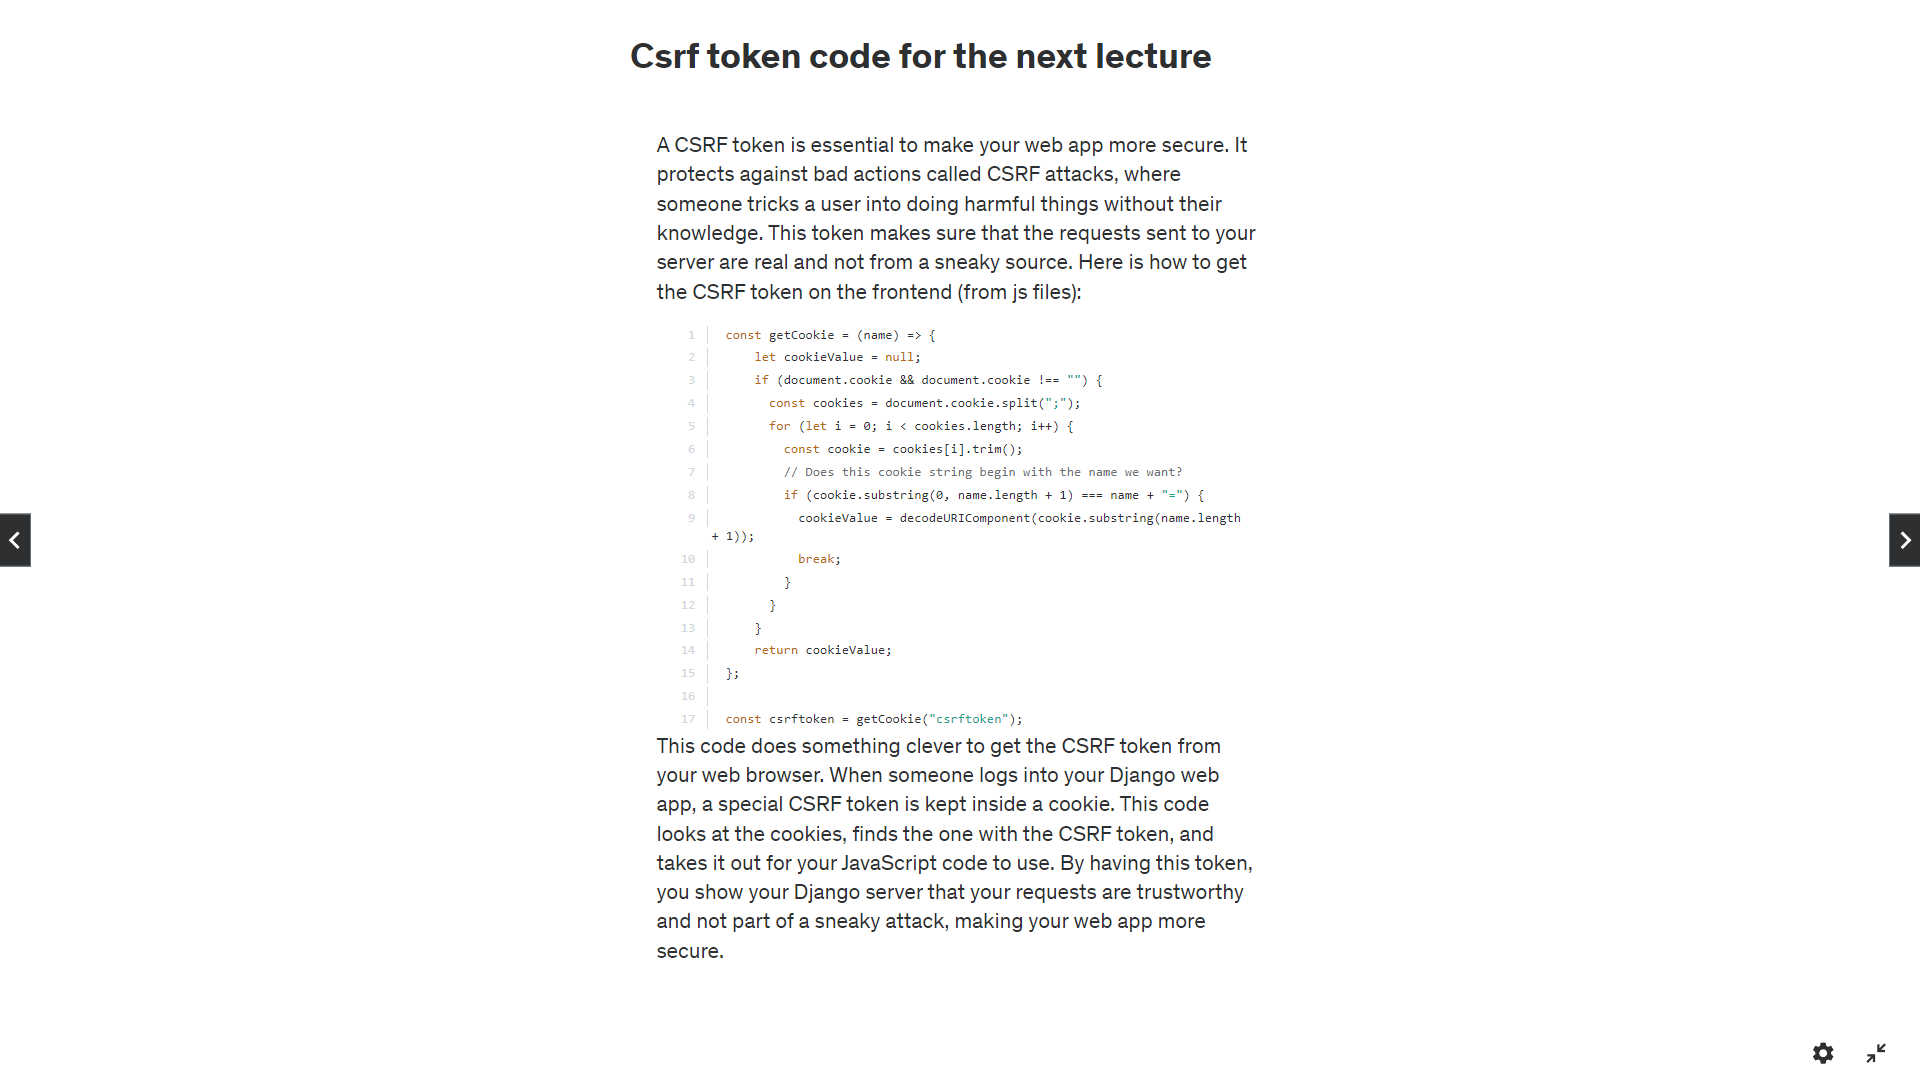 Csrf token code for the next lecture
A CSRF token is essential to make your web app more secure. It
protects against bad actions called CSRF attacks, where
someone tricks a user into doing harmful things without their
knowledge. This token makes sure that the requests sent to your
server are real and not from a sneaky source. Here is how to get
the CSRF token on the frontend (from js files):
1 const getCookie = (name) => {
2 let cookieValue = null;
3 if (document.cookie && document.cookie !== "") {
4 const cookies = document.cookie.split(";");
5 for (let i = 0; i < cookies.length; i++) {
6 const cookie = cookies[i].trim();
7 // Does this cookie string begin with the name we want?
8 if (cookie.substring(0, name.length + 1) === name + "=") {
9 cookieValue = decodeURIComponent(cookie.substring(name.length
+ 1));
10 break;
11 }
12 }
13 }
14 return cookieValue;
15 };
16
17 const csrftoken = getCookie("csrftoken");
This code does something clever to get the CSRF token from
your web browser. When someone logs into your Django web
app, a special CSRF token is kept inside a cookie. This code
looks at the cookies, finds the one with the CSRF token, and
takes it out for your JavaScript code to use. By having this token,
you show your Django server that your requests are trustworthy
and not part of a sneaky attack, making your web app more
secure.